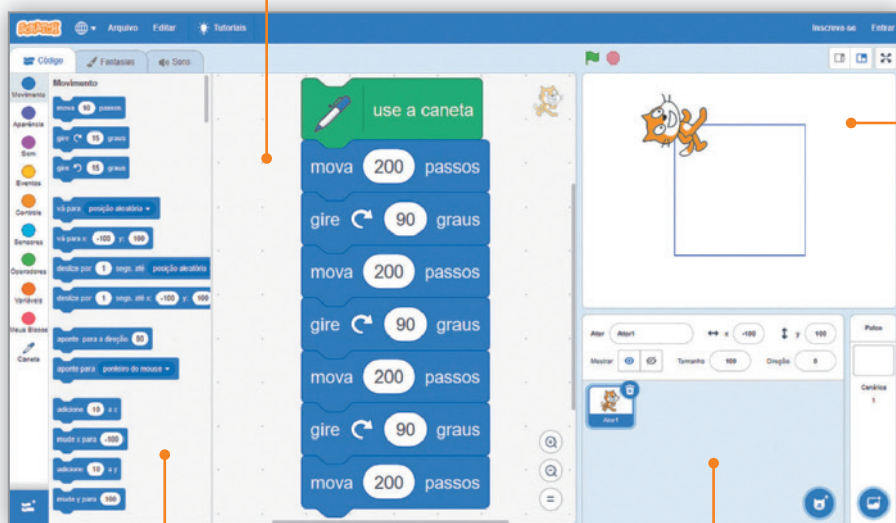 SCRATCH Arquivo Editar Tutoriais Inscreva-se Entrar
Código Fantasias Sons
Movimento
Movimento
mova 10 passos
Aparência
gire 15 graus
Som
gire 15 graus
Eventos
Controle
vá para posição aleatória
Sensores
vá para x: -100 y: 100
Operadores
deslize por 1 segs. até posição aleatória
Variáveis
deslize por 1 segs. até x: -100 y: 100
Meus Blocos
aponte para a direção 90
Caneta
aponte para ponteiro do mouse
adicione 10 a x
mude x para -100
adicione 10 a y
mude y para 100
use a caneta
mova 200 passos
gire 90 graus
mova 200 passos
gire 90 graus
mova 200 passos
gire 90 graus
mova 200 passos
Ator Ator1 x -100 y 100
Mostrar Tamanho 100 Direção 0
Ator1
Palco
Cenários
1